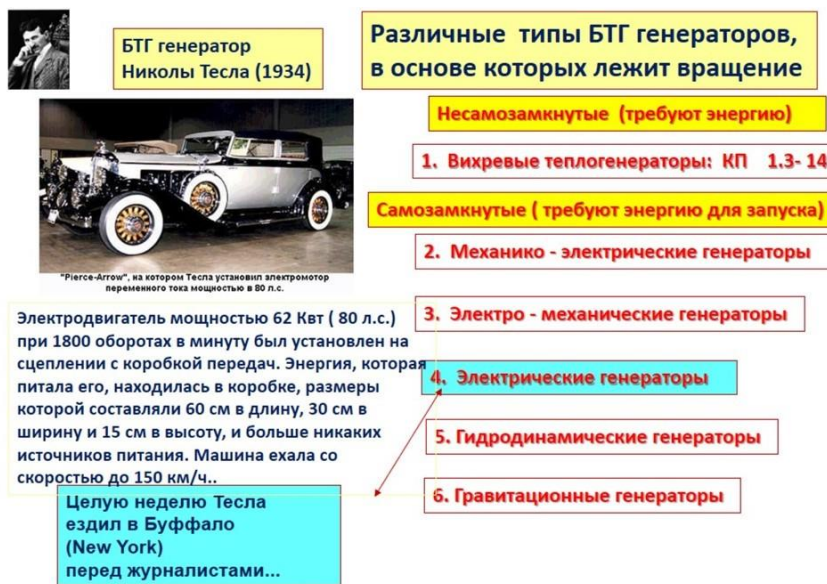 БТГ генератор
Николы Тесла (1934)
Различные типы БТГ генераторов,
в основе которых лежит вращение
Несамозамкнутые (требуют энергию)
1. Вихревые теплогенераторы: КП 1.3- 14
Самозамкнутые ( требуют энергию для запуска)
2. Механико - электрические генераторы
3. Электро - механические генераторы
4. Электрические генераторы
5. Гидродинамические генераторы
6. Гравитационные генераторы
"Pierce-Arrow", на котором Тесла установил электромотор
переменного тока мощностью в 80 л.с.
Электродвигатель мощностью 62 Квт ( 80 л.с.)
при 1800 оборотах в минуту был установлен на
сцеплении с коробкой передач. Энергия, которая
питала его, находилась в коробке, размеры
которой составляли 60 см в длину, 30 см в
ширину и 15 см в высоту, и больше никаких
источников питания. Машина ехала со
скоростью до 150 км/ч..
Целую неделю Тесла
ездил в Буффало
(New York)
перед журналистами...